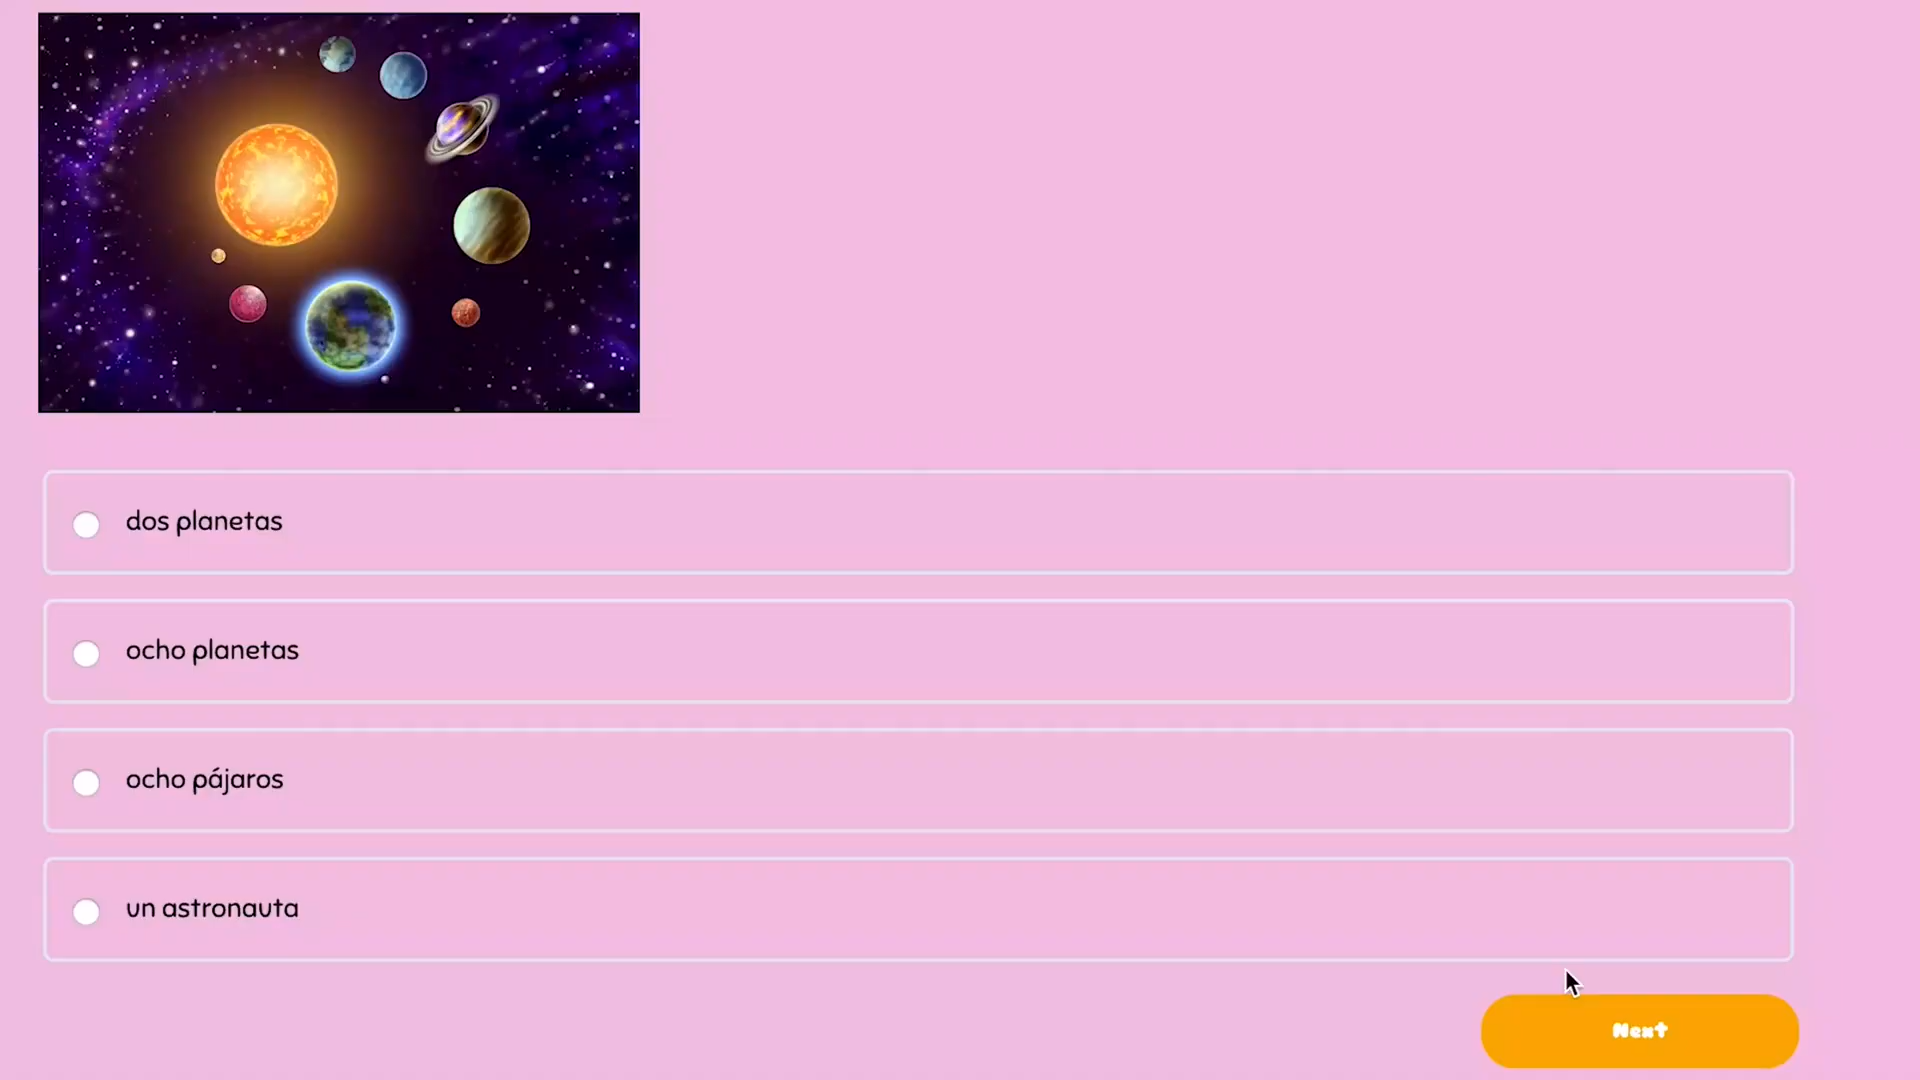 dos planetas
ocho planetas
ocho pájaros
un astronauta
Next